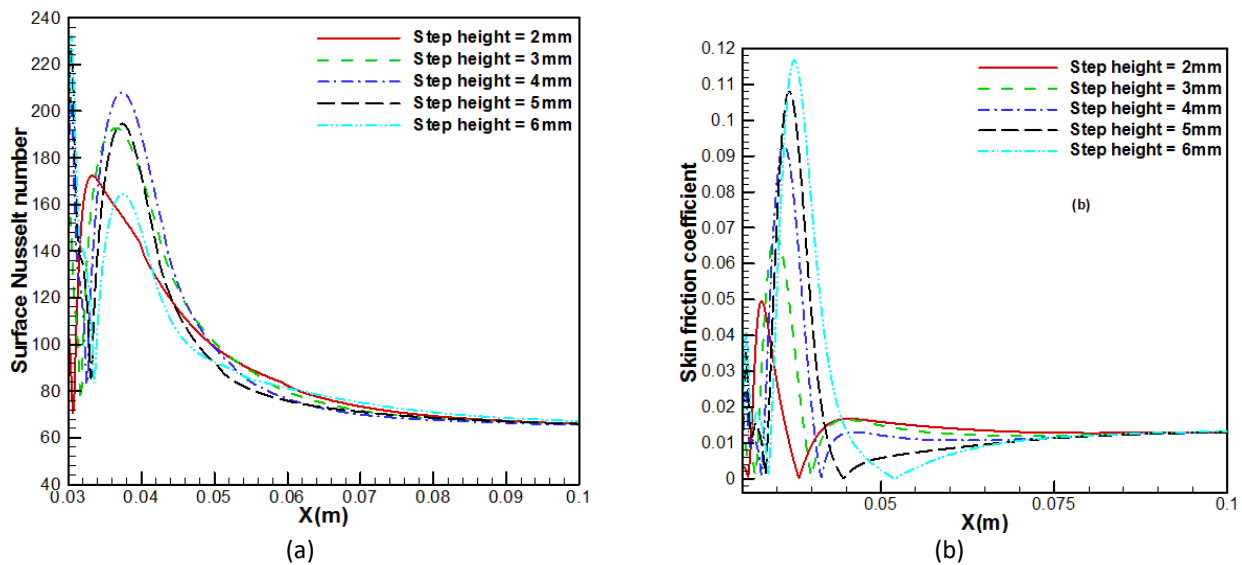 240
220
200
180
160
140
120
100
80
60
40
Surface Nusselt number
Step height = 2mm
Step height = 3mm
Step height = 4mm
Step height = 5mm
Step height = 6mm
0.03 0.04 0.05 0.06 0.07 0.08 0.09 0.1
X(m)
(a)
0.12
0.11
0.1
0.09
0.08
0.07
0.06
0.05
0.04
0.03
0.02
0.01
0
Skin friction coefficient
Step height = 2mm
Step height = 3mm
Step height = 4mm
Step height = 5mm
Step height = 6mm
(b)
0.05 0.075 0.1
X(m)
(b)